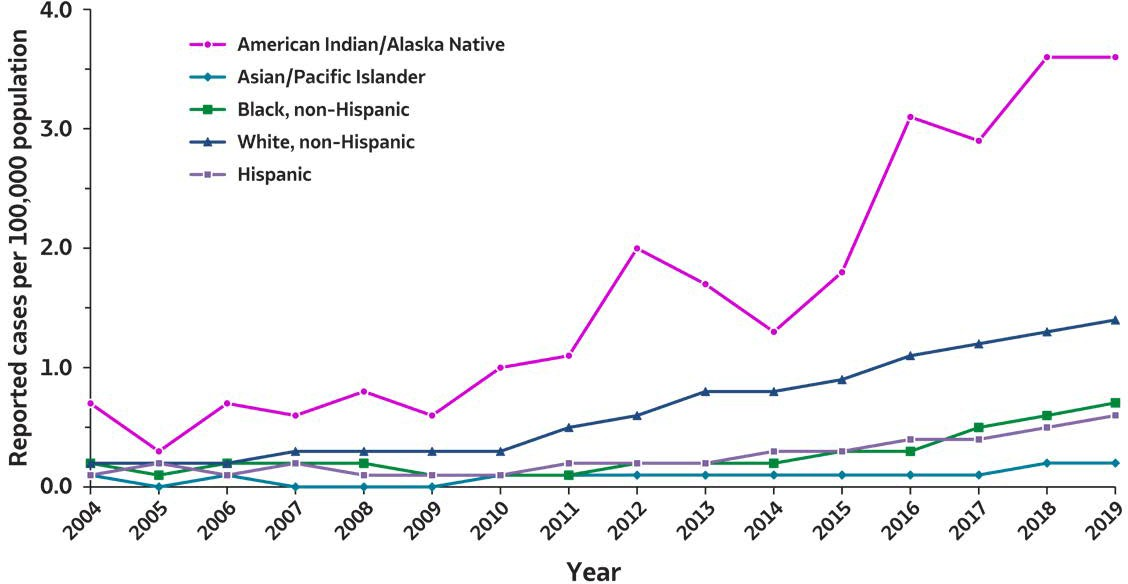 Reported cases per 100,000 population
4.0
3.0
2.0
1.0
0.0
American Indian/Alaska Native
Asian/Pacific Islander
Black, non-Hispanic
White, non-Hispanic
Hispanic
2004 2005 2006 2007 2008 2009 2010 2011 2012 2013 2014 2015 2016 2017 2018 2019
Year